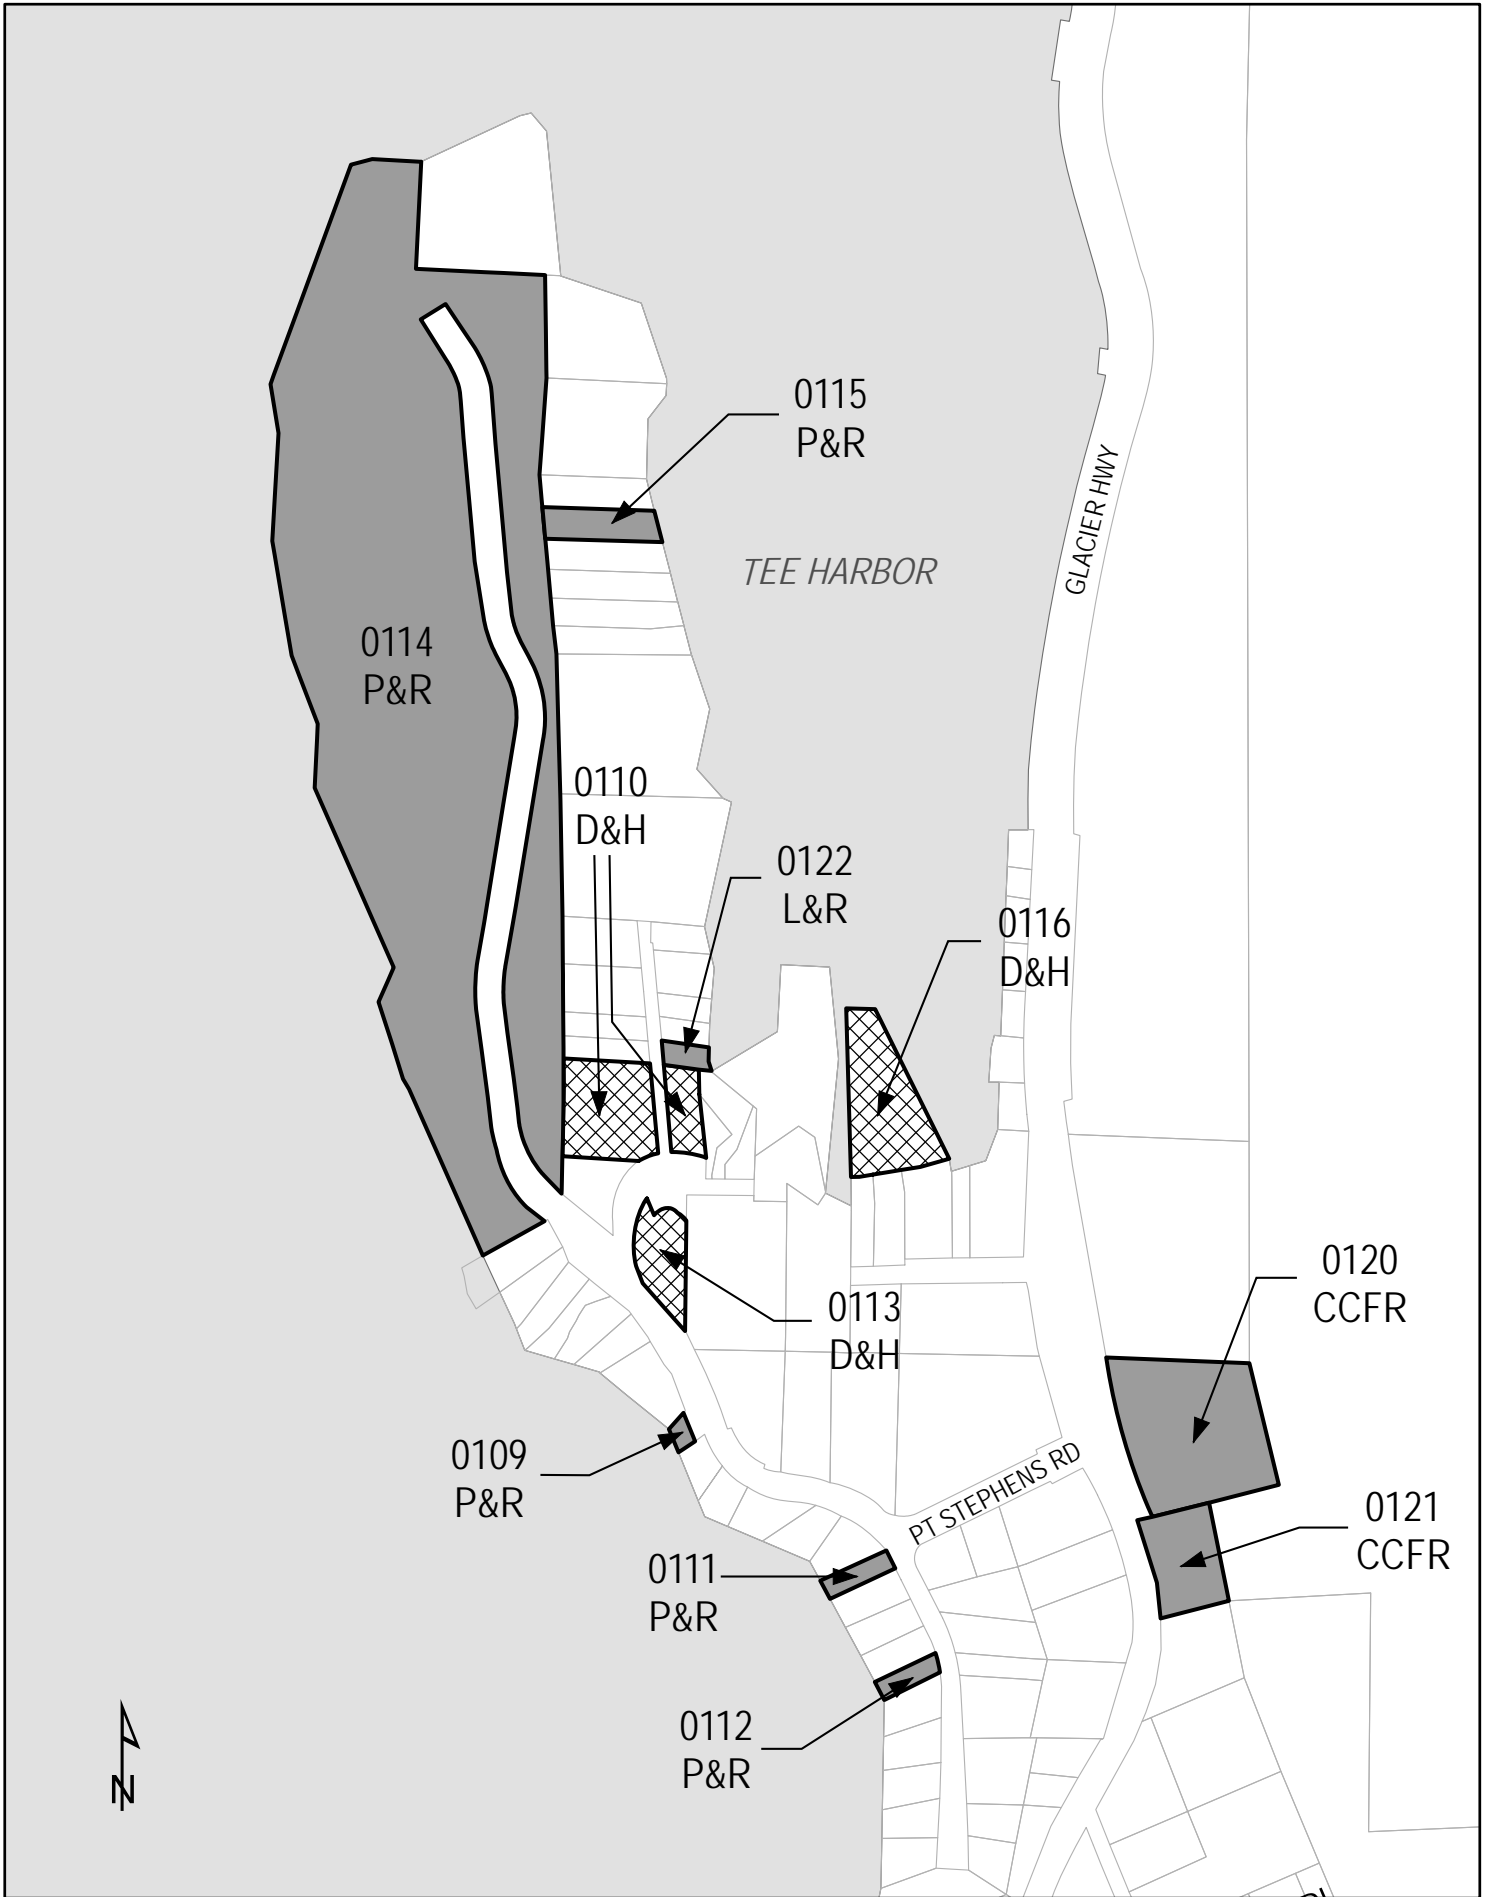 0115
P&R
GLACIER HWY
TEE HARBOR
0114
P&R
0110
D&H
0122
L&R
0116
D&H
0120
CCFR
0113
D&H
0109
P&R
PT STEPHENS RD
0121
CCFR
0111
P&R
0112
P&R
N